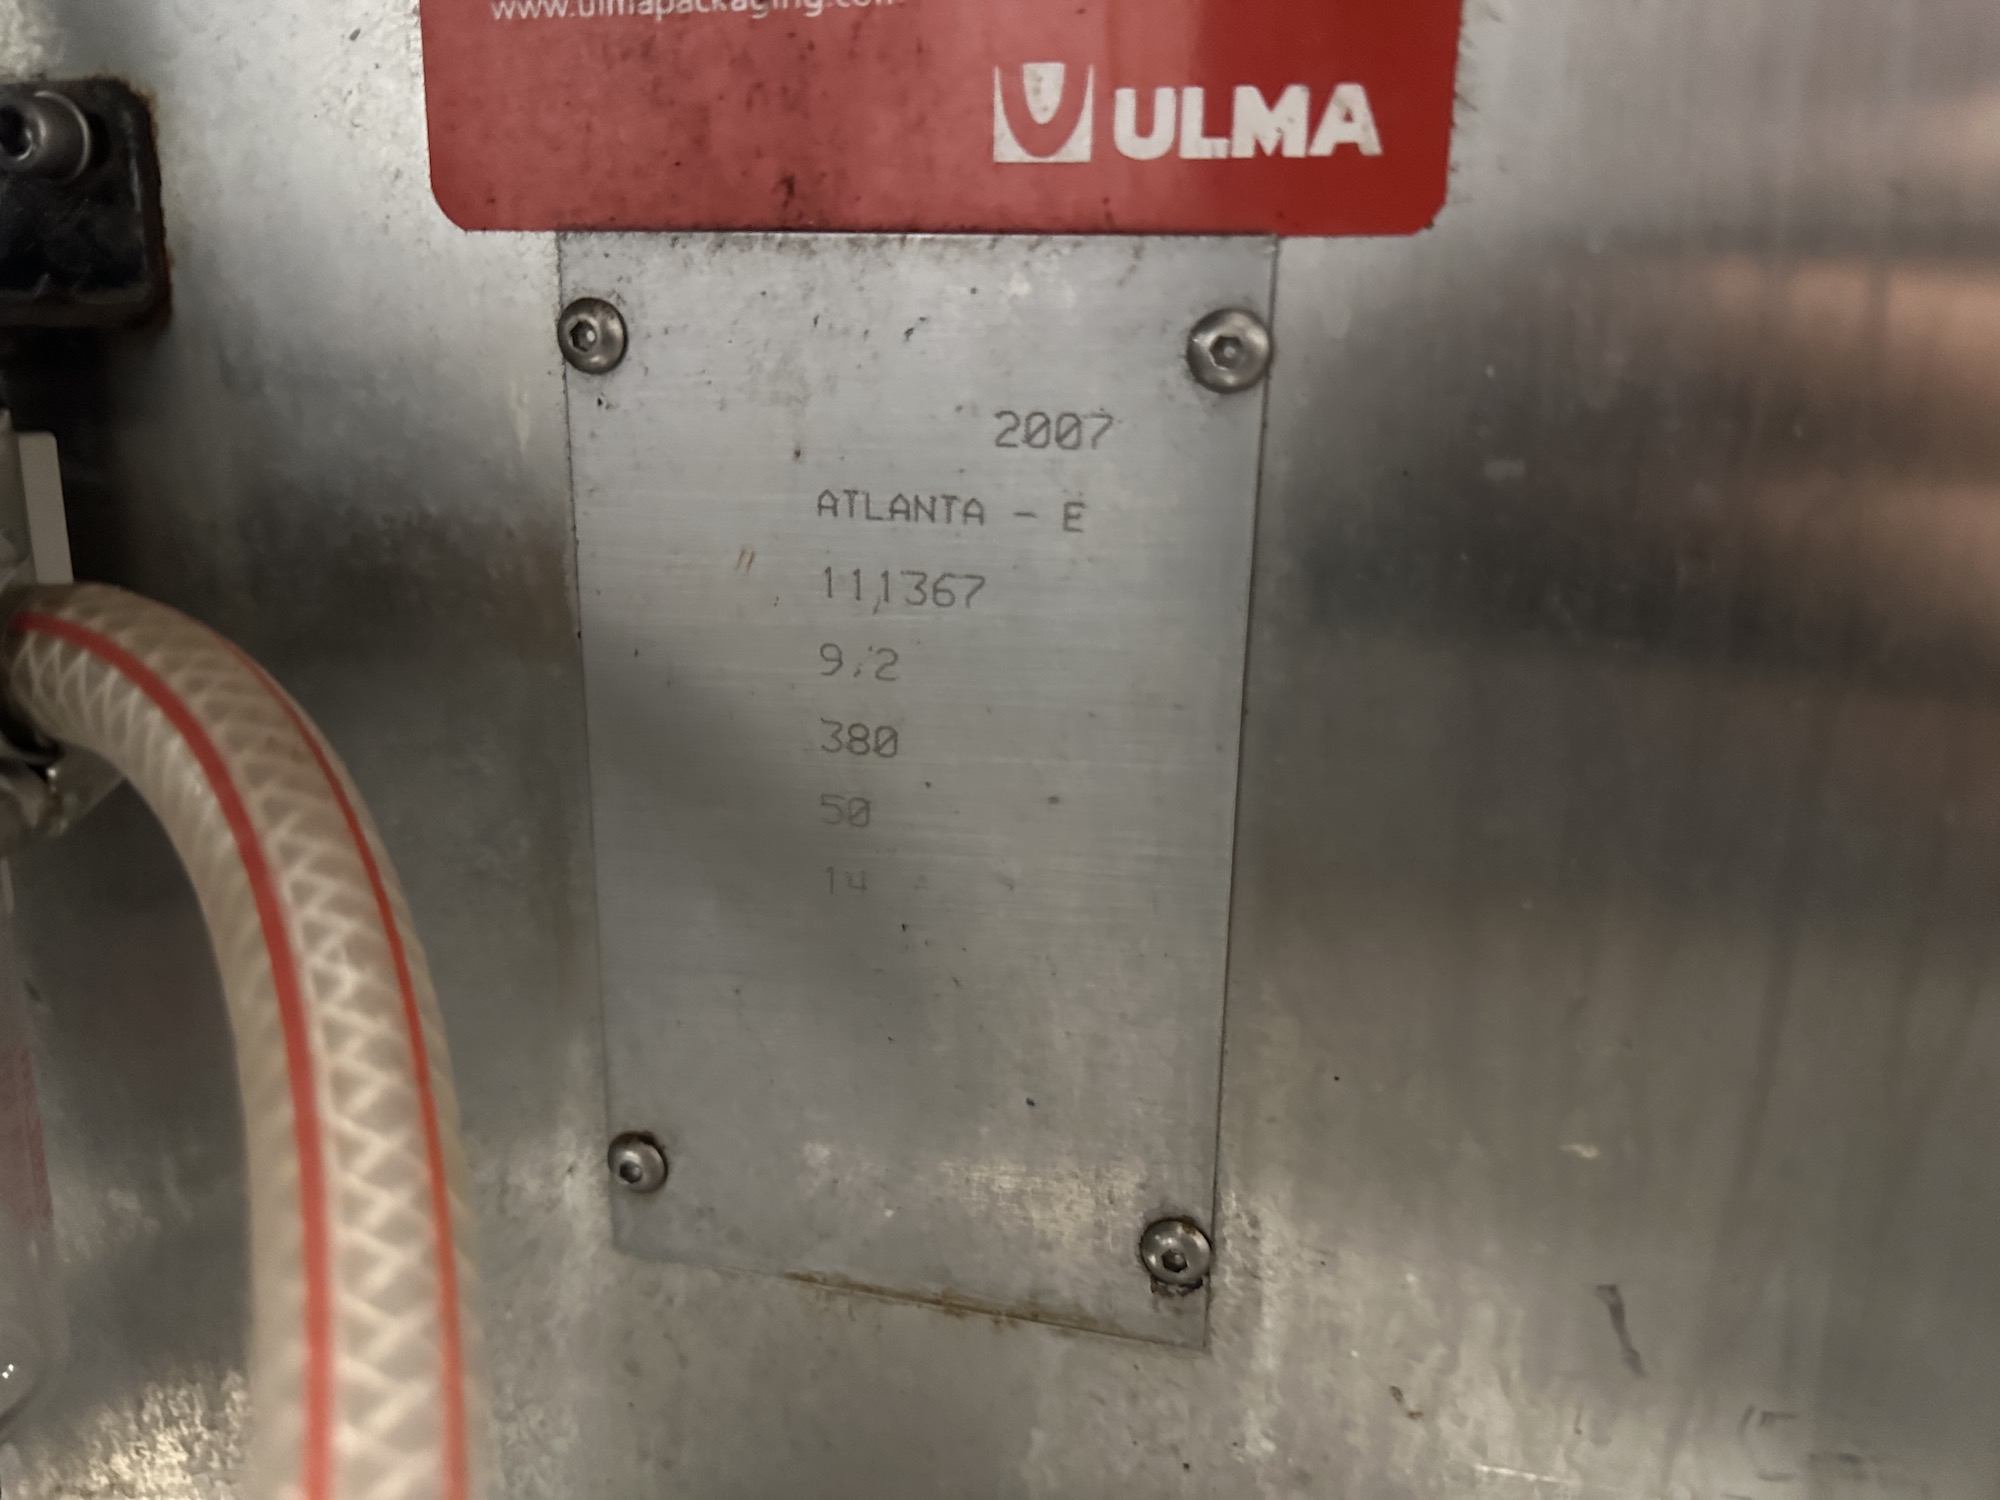 www.ulmapackaging.com
ULMA
2007
ATLANTA - E
11,1367
9,2
380
50
14